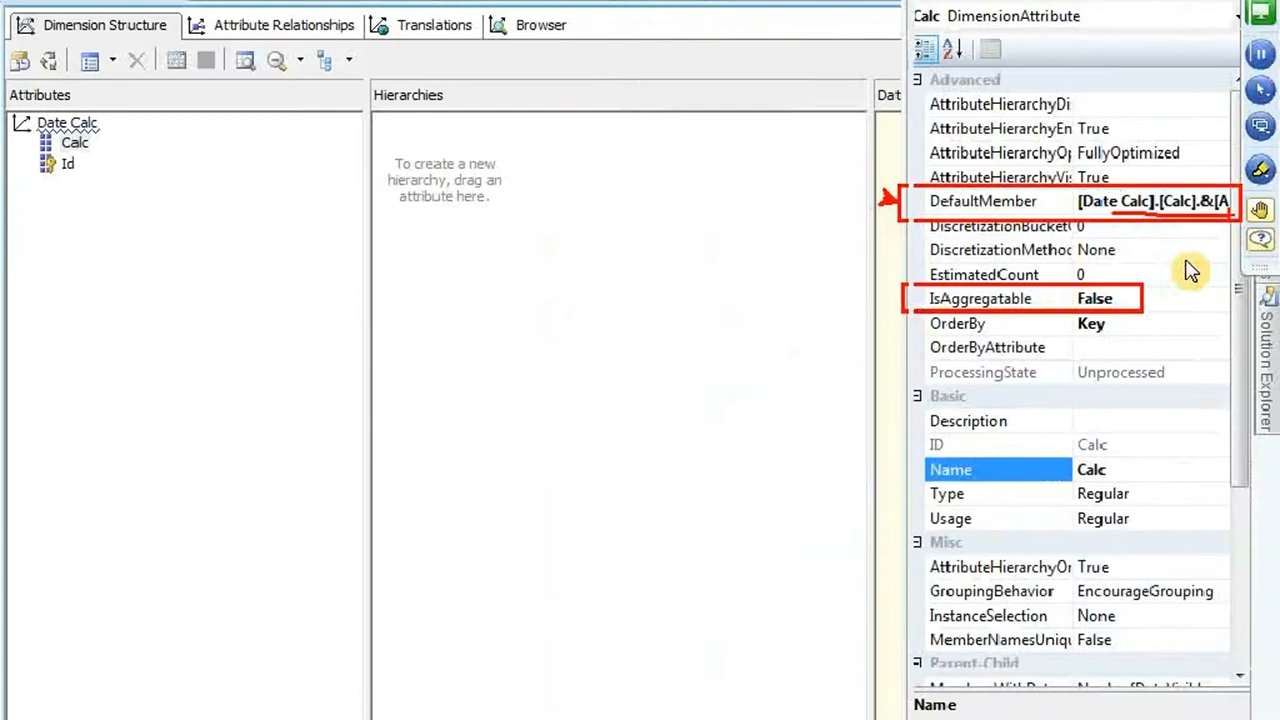 Dimension Structure Attribute Relationships Translations Browser
Attributes
Date Calc
Calc
Id
Hierarchies
To create a new
hierarchy, drag an
attribute here.
Dat
Calc DimensionAttribute
Advanced
AttributeHierarchyDi
AttributeHierarchyEn True
AttributeHierarchyOp FullyOptimized
AttributeHierarchyVis True
DefaultMember [Date Calc].[Calc].&[A
DiscretizationBucketC 0
DiscretizationMethod None
EstimatedCount 0
IsAggregatable False
OrderBy Key
OrderByAttribute
ProcessingState Unprocessed
Basic
Description
ID Calc
Name Calc
Type Regular
Usage Regular
Misc
AttributeHierarchyOr True
GroupingBehavior EncourageGrouping
InstanceSelection None
MemberNamesUniqu False
Parent-Child
Name
Solution Explorer